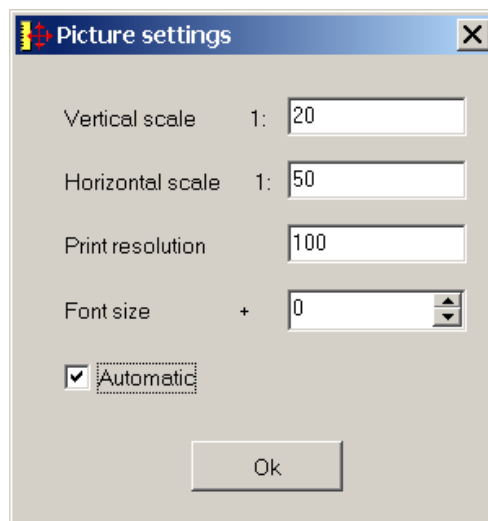 Picture settings
Vertical scale 1: 20
Horizontal scale 1: 50
Print resolution 100
Font size + 0
Automatic
Ok